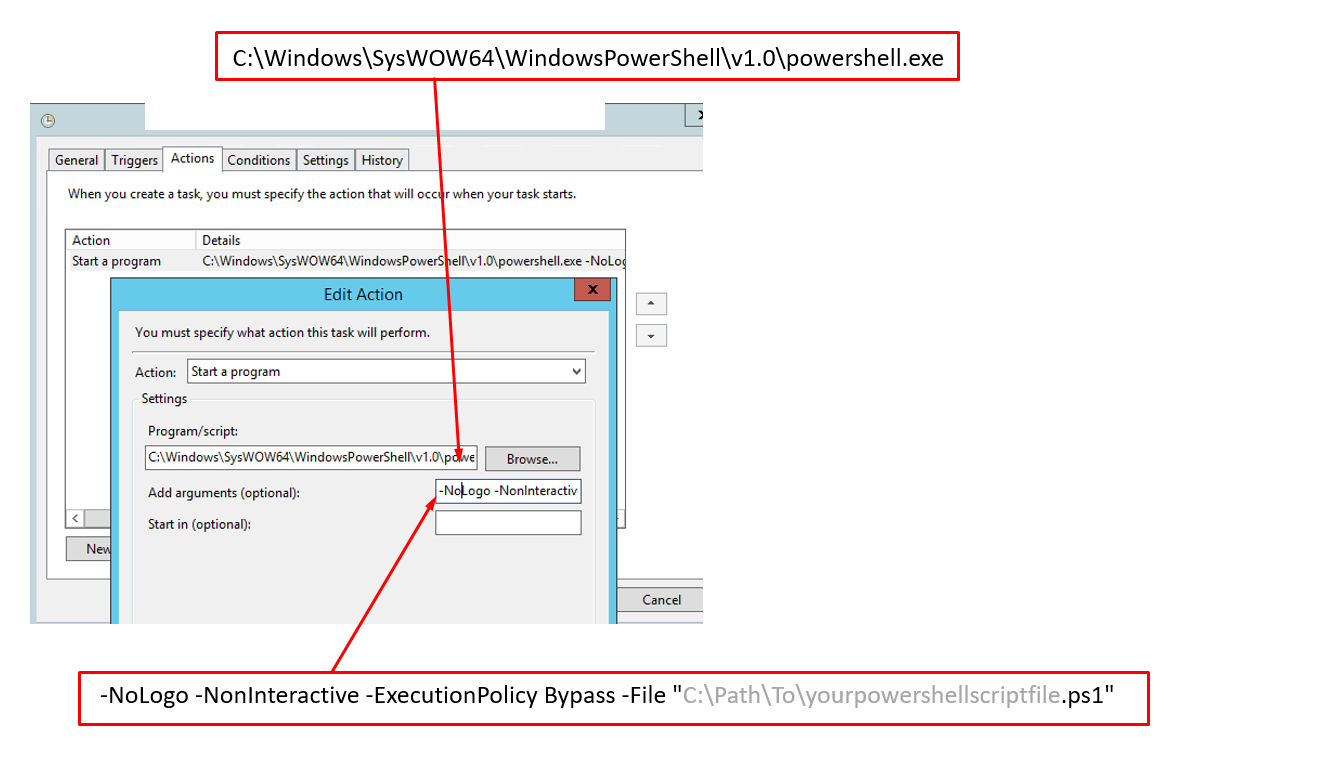 C:\Windows\SysWOW64\WindowsPowerShell\v1.0\powershell.exe
General Triggers Actions Conditions Settings History
When you create a task, you must specify the action that will occur when your task starts.
Action Details
Start a program C:\Windows\SysWOW64\WindowsPowerShell\v1.0\powershell.exe -NoLog
Edit Action
You must specify what action this task will perform.
Action: Start a program
Settings
Program/script:
C:\Windows\SysWOW64\WindowsPowerShell\v1.0\powe Browse...
Add arguments (optional): -NoLogo -NonInteractiv
Start in (optional):
New
Cancel
-NoLogo -NonInteractive -ExecutionPolicy Bypass -File "C:\Path\To\yourpowershellscriptfile.ps1"